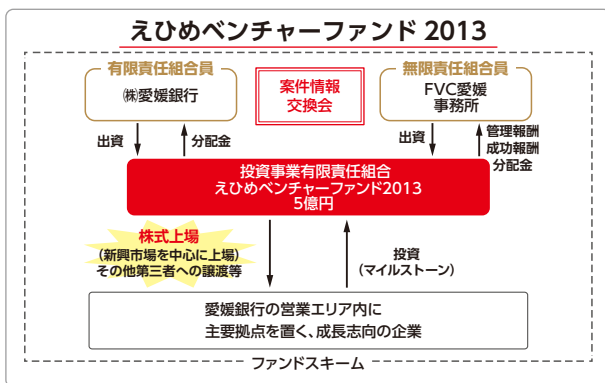 えひめベンチャーファンド 2013
有限責任組合員
㈱愛媛銀行
案件情報
交換会
無限責任組合員
FVC愛媛
事務所
出資
分配金
出資
管理報酬
成功報酬
分配金
投資事業有限責任組合
えひめベンチャーファンド2013
5億円
株式上場
(新興市場を中心に上場)
その他第三者への譲渡等
投資
(マイルストーン)
愛媛銀行の営業エリア内に
主要拠点を置く、成長志向の企業
ファンドスキーム